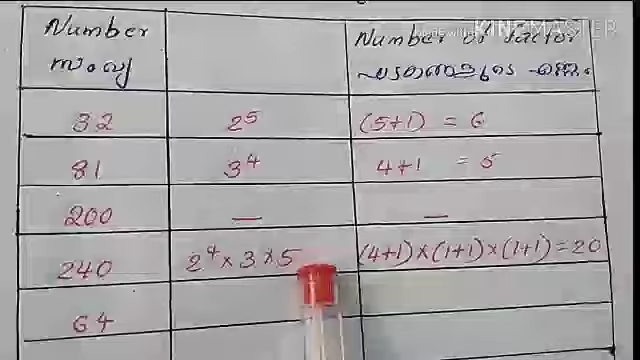 Number
സംഖ്യ
Number of factor
ഘടകങ്ങളുടെ എണ്ണം
32
2⁵
(5+1) = 6
81
3⁴
4+1 = 5
200
—
—
240
2⁴ × 3 × 5
(4+1)×(1+1)×(1+1)=20
64
KINEMASTER